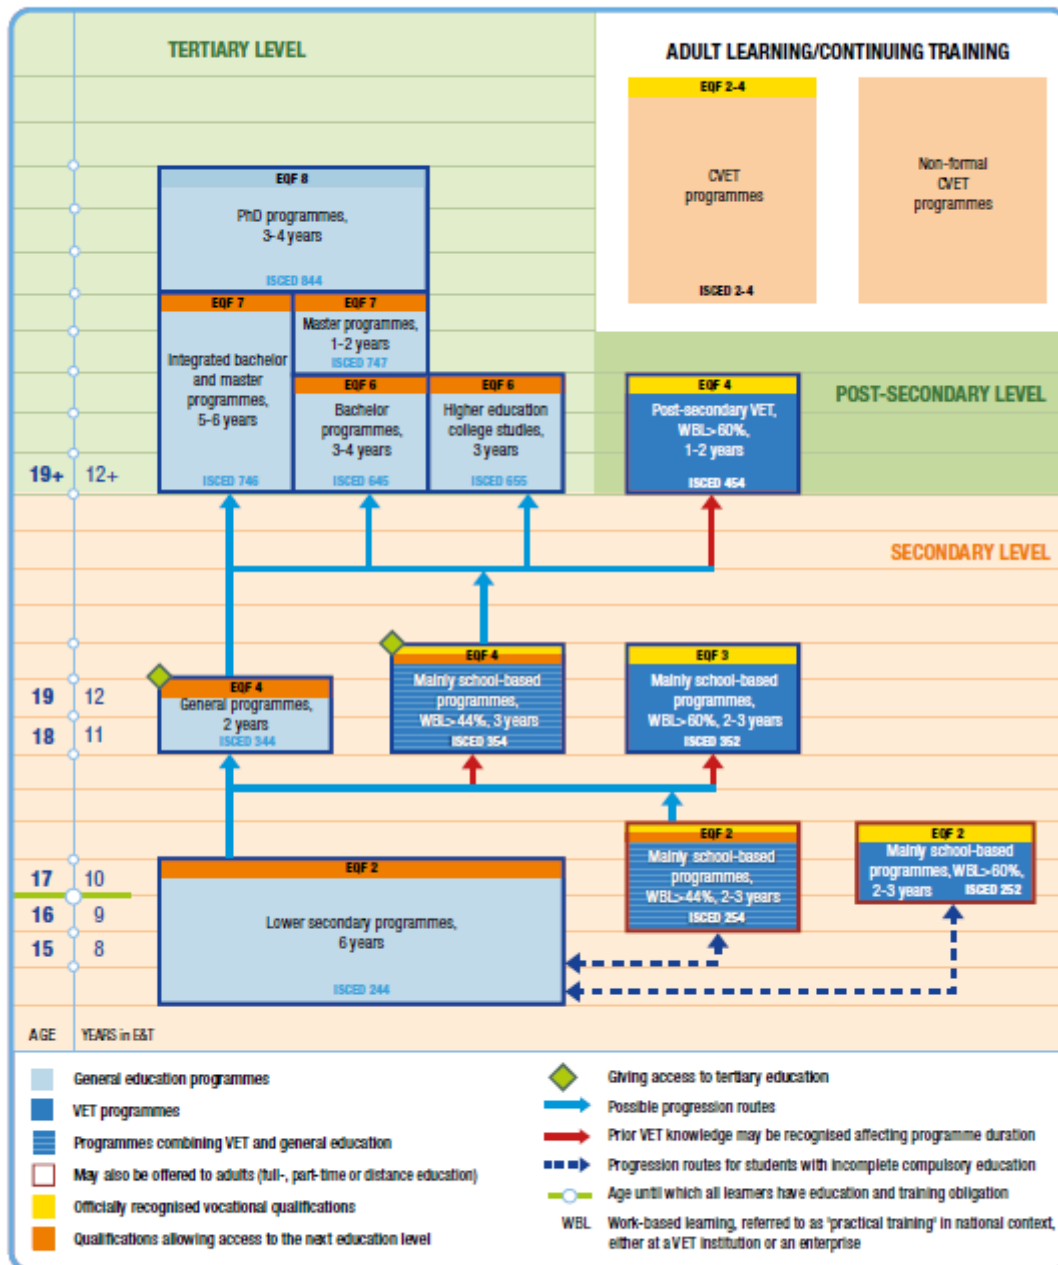 TERTIARY LEVEL
ADULT LEARNING/CONTINUING TRAINING
EQF 2-4
CVET
programmes
ISCED 2-4
Non-formal
CVET
programmes
EQF 8
PhD programmes,
3-4 years
ISCED 844
EQF 7
Integrated bachelor
and master
programmes,
5-6 years
ISCED 746
EQF 7
Master programmes,
1-2 years
ISCED 747
EQF 6
Bachelor
programmes,
3-4 years
ISCED 645
EQF 6
Higher education
college studies,
3 years
ISCED 655
POST-SECONDARY LEVEL
EQF 4
Post-secondary VET,
WBL>60%,
1-2 years
ISCED 454
19+ 12+
SECONDARY LEVEL
EQF 4
General programmes,
2 years
ISCED 344
EQF 4
Mainly school-based
programmes,
WBL>44%, 3 years
ISCED 354
EQF 3
Mainly school-based
programmes,
WBL>60%, 2-3 years
ISCED 352
19 12
18 11
EQF 2
Lower secondary programmes,
6 years
ISCED 244
EQF 2
Mainly school-based
programmes,
WBL>44%, 2-3 years
ISCED 254
EQF 2
Mainly school-based
programmes, WBL>60%,
2-3 years ISCED 252
17 10
16 9
15 8
AGE YEARS in E&T
General education programmes
VET programmes
Programmes combining VET and general education
May also be offered to adults (full-, part-time or distance education)
Officially recognised vocational qualifications
Qualifications allowing access to the next education level
Giving access to tertiary education
Possible progression routes
Prior VET knowledge may be recognised affecting programme duration
Progression routes for students with incomplete compulsory education
Age until which all learners have education and training obligation
WBL Work-based learning, referred to as 'practical training' in national context,
either at a VET institution or an enterprise